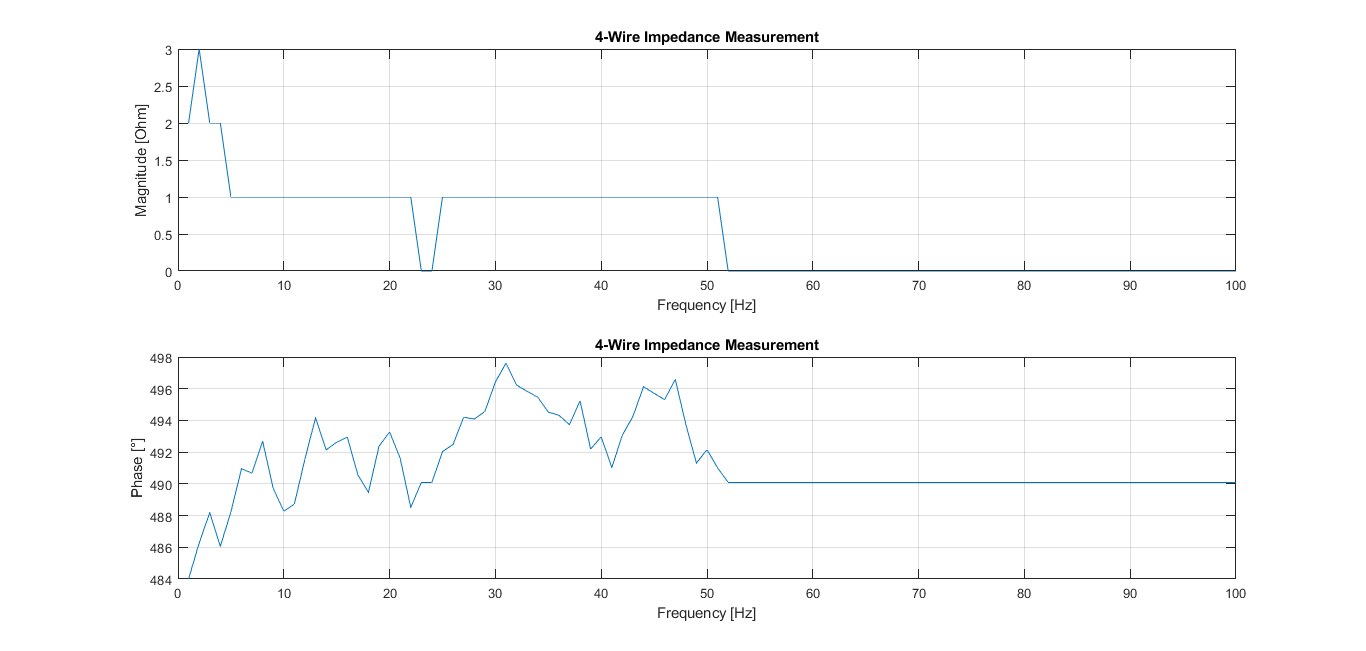 4-Wire Impedance Measurement
3
2.5
2
1.5
1
0.5
0
Magnitude [Ohm]
0 10 20 30 40 50 60 70 80 90 100
Frequency [Hz]
4-Wire Impedance Measurement
498
496
494
492
490
488
486
484
Phase [°]
0 10 20 30 40 50 60 70 80 90 100
Frequency [Hz]